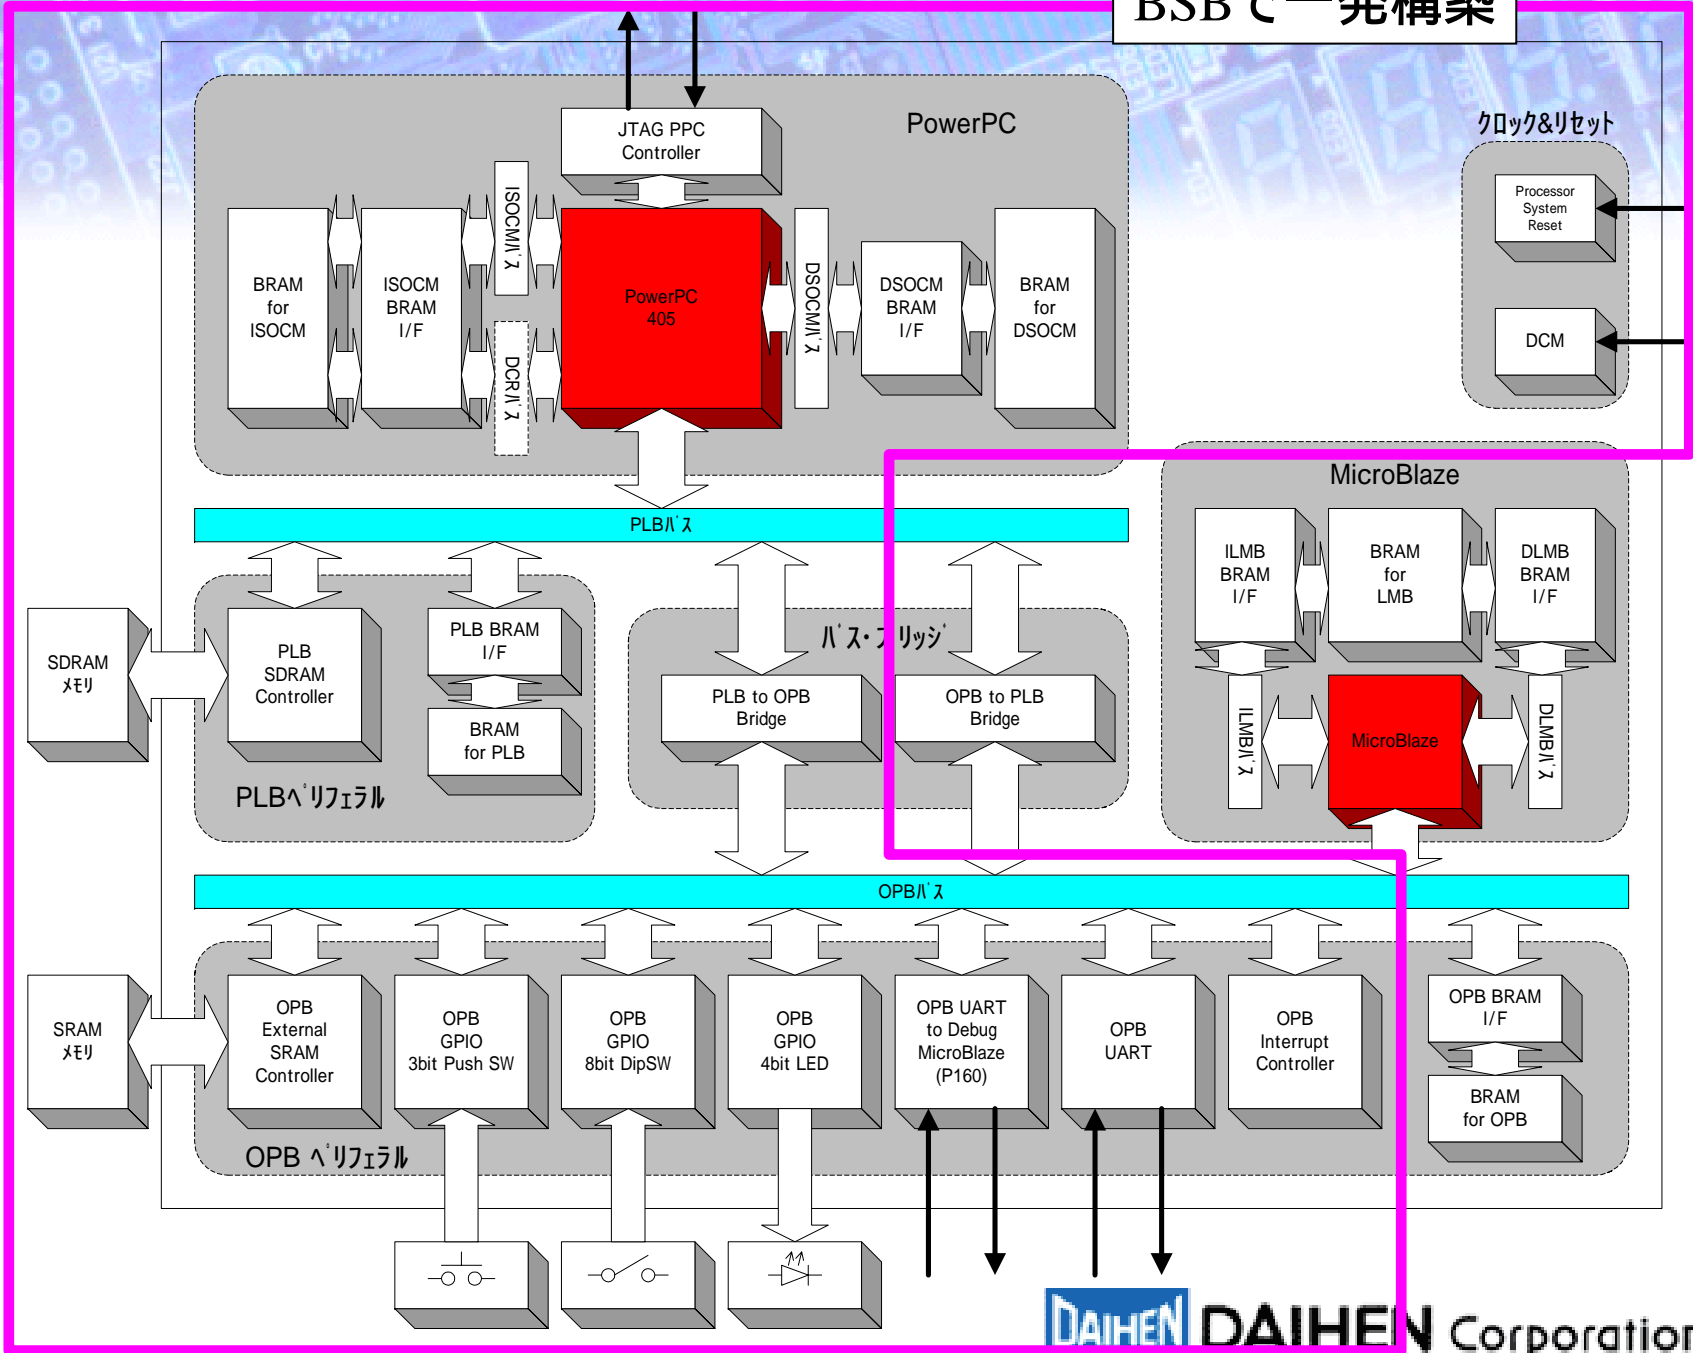 BSBで一発構築
PowerPC
クロック&リセット
JTAG PPC
Controller
Processor
System
Reset
DCM
BRAM
for
ISOCM
ISOCM
BRAM
I/F
ISOCMバス
DCRバス
PowerPC
405
DSOCMバス
DSOCM
BRAM
I/F
BRAM
for
DSOCM
PLBバス
MicroBlaze
ILMB
BRAM
I/F
BRAM
for
LMB
DLMB
BRAM
I/F
ILMBバス
MicroBlaze
DLMBバス
SDRAM
メモリ
PLB
SDRAM
Controller
PLB BRAM
I/F
BRAM
for PLB
PLBペリフェラル
バス・ブリッジ
PLB to OPB
Bridge
OPB to PLB
Bridge
OPBバス
SRAM
メモリ
OPB
External
SRAM
Controller
OPB
GPIO
3bit Push SW
OPB
GPIO
8bit DipSW
OPB
GPIO
4bit LED
OPB UART
to Debug
MicroBlaze
(P160)
OPB
UART
OPB
Interrupt
Controller
OPB BRAM
I/F
BRAM
for OPB
OPB ペリフェラル
DAIHEN
DAIHEN Corporation